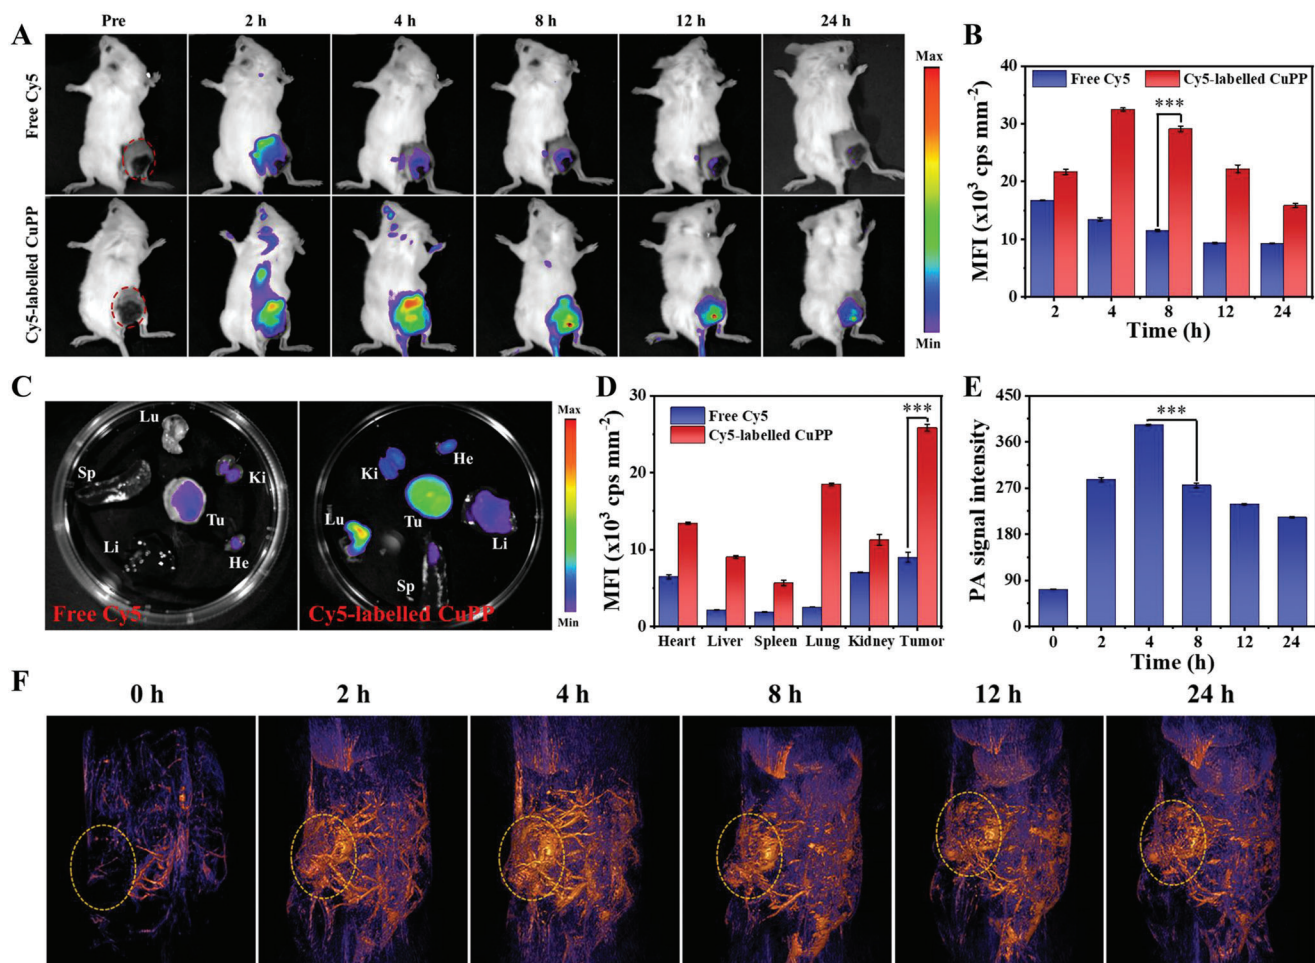 A
Pre 2 h 4 h 8 h 12 h 24 h
Free Cy5
Cy5-labelled CuPP
Max
Min
B
Free Cy5 Cy5-labelled CuPP
***
MFI (x10³ cps mm⁻²)
40
30
20
10
0
2 4 8 12 24
Time (h)
C
Lu
Sp
Ki
Tu
Li
He
Free Cy5
He
Ki
Lu
Tu
Li
Sp
Cy5-labelled CuPP
Max
Min
D
Free Cy5
Cy5-labelled CuPP
***
MFI (x10³ cps mm⁻²)
30
20
10
0
Heart Liver Spleen Lung Kidney Tumor
E
***
PA signal intensity
450
360
270
180
90
0
0 2 4 8 12 24
Time (h)
F
0 h 2 h 4 h 8 h 12 h 24 h